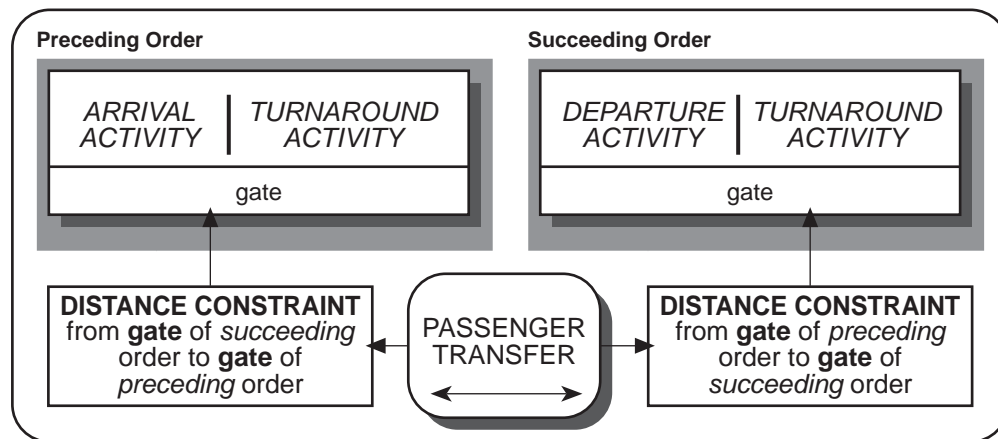 Preceding Order
ARRIVAL
ACTIVITY
TURNAROUND
ACTIVITY
gate
Succeeding Order
DEPARTURE
ACTIVITY
TURNAROUND
ACTIVITY
gate
DISTANCE CONSTRAINT
from gate of succeeding
order to gate of
preceding order
PASSENGER
TRANSFER
DISTANCE CONSTRAINT
from gate of preceding
order to gate of
succeeding order